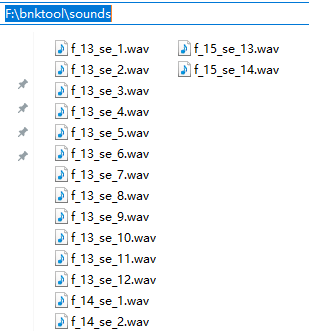 F:\bnktool\sounds
f_13_se_1.wav
f_13_se_2.wav
f_13_se_3.wav
f_13_se_4.wav
f_13_se_5.wav
f_13_se_6.wav
f_13_se_7.wav
f_13_se_8.wav
f_13_se_9.wav
f_13_se_10.wav
f_13_se_11.wav
f_13_se_12.wav
f_14_se_1.wav
f_14_se_2.wav
f_15_se_13.wav
f_15_se_14.wav